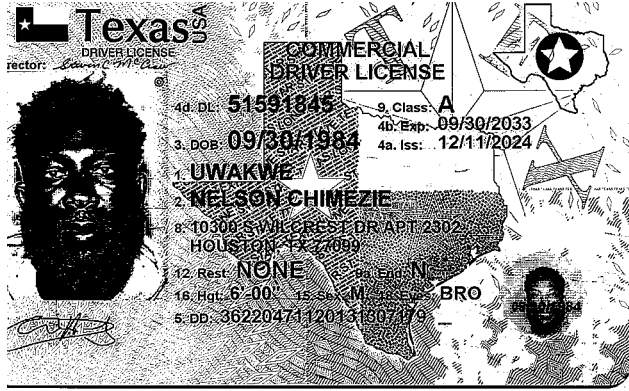 Texas USA
DRIVER LICENSE
COMMERCIAL
DRIVER LICENSE
4d. DL: 51591845 9. Class: A
4b. Exp: 09/30/2033
3. DOB: 09/30/1984 4a. Iss: 12/11/2024
1. UWAKWE
2. NELSON CHIMEZIE
8. 10300 S WILCREST DR APT 2302
HOUSTON, TX 77099
12. Rest: NONE 9a. End: N
16. Hgt: 6'-00" 15. Sex: M 18. Eyes: BRO
5. DD: 36220471120131307179